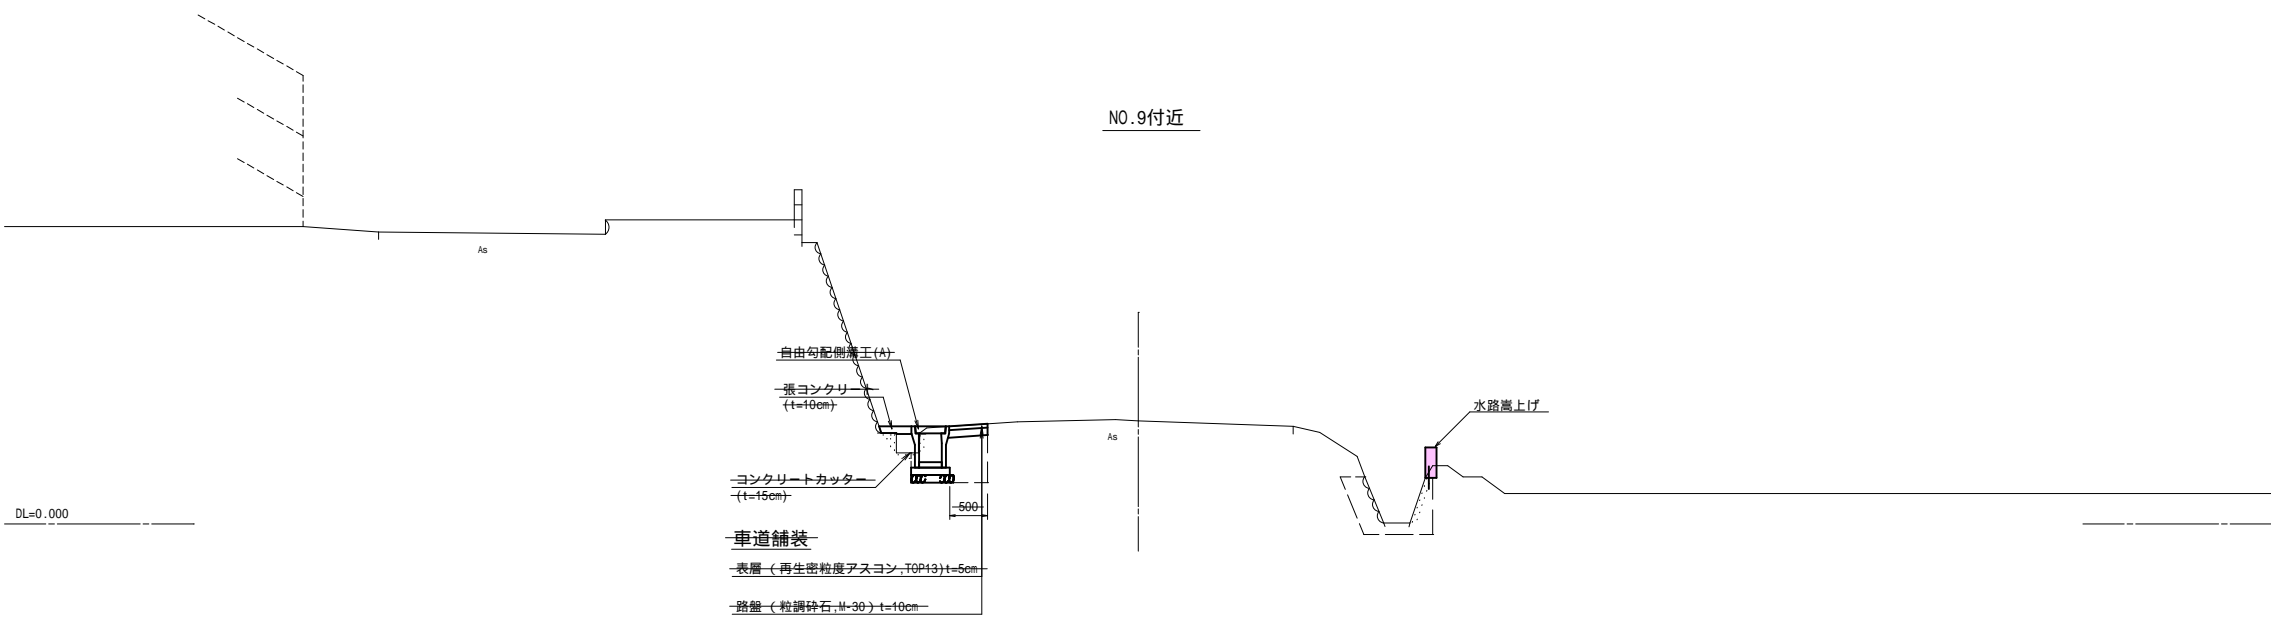 NO.9付近
As
自由勾配側溝工(A)
張コンクリート
(t=10cm)
水路嵩上げ
As
コンクリートカッター
(t=15cm)
500
DL=0.000
車道舗装
表層（再生密粒度アスコン,TOP13)t=5cm
路盤（粒調砕石,M-30）t=10cm